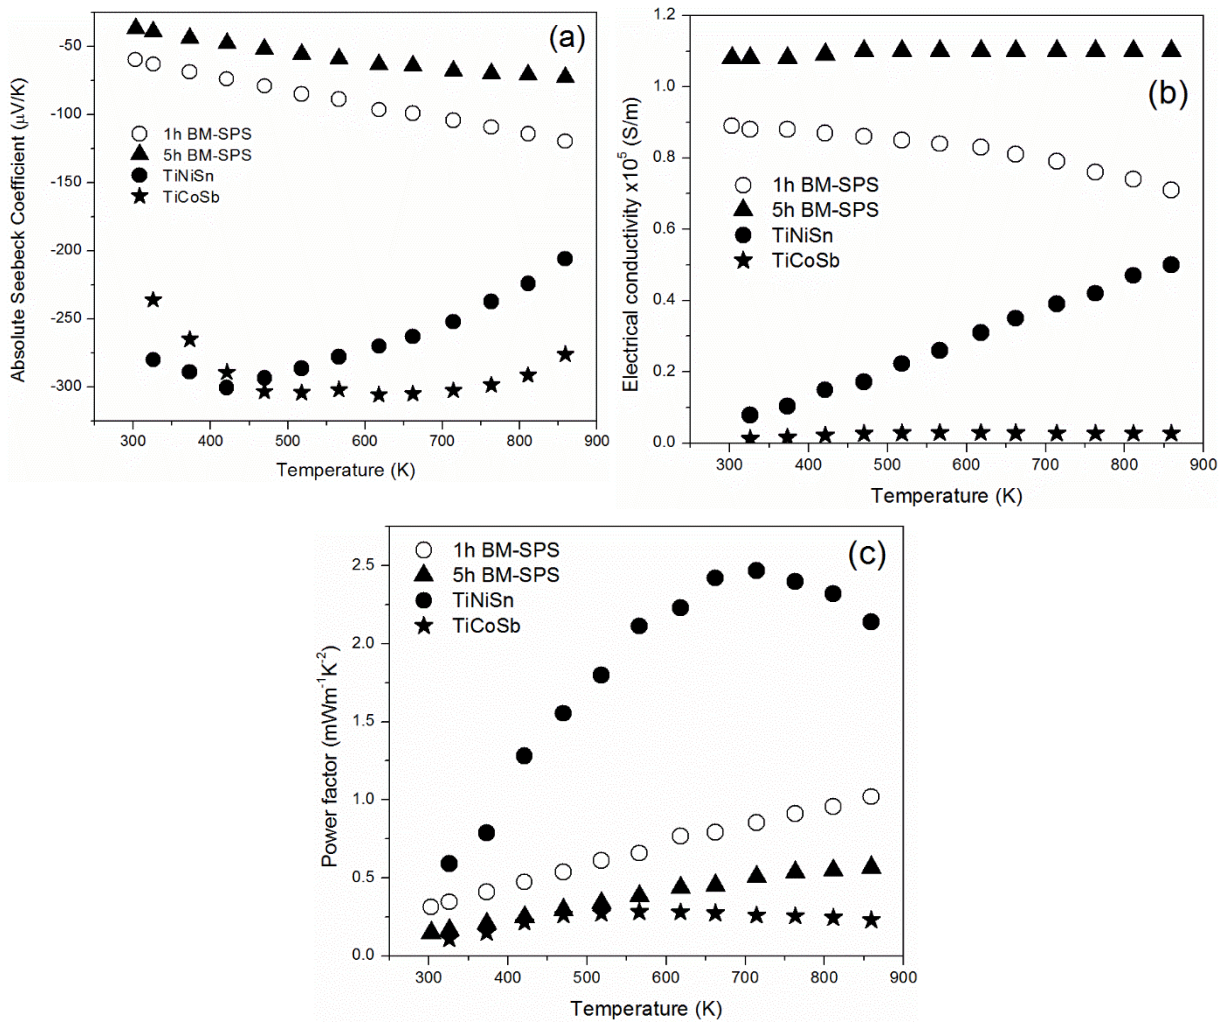 (a)
Absolute Seebeck Coefficient (μV/K)
-50
-100
-150
-200
-250
-300
1h BM-SPS
5h BM-SPS
TiNiSn
TiCoSb
300 400 500 600 700 800 900
Temperature (K)
(b)
Electrical conductivity x10⁵ (S/m)
1.2
1.0
0.8
0.6
0.4
0.2
0.0
1h BM-SPS
5h BM-SPS
TiNiSn
TiCoSb
300 400 500 600 700 800 900
Temperature (K)
(c)
Power factor (mWm⁻¹K⁻²)
2.5
2.0
1.5
1.0
0.5
0.0
1h BM-SPS
5h BM-SPS
TiNiSn
TiCoSb
300 400 500 600 700 800 900
Temperature (K)